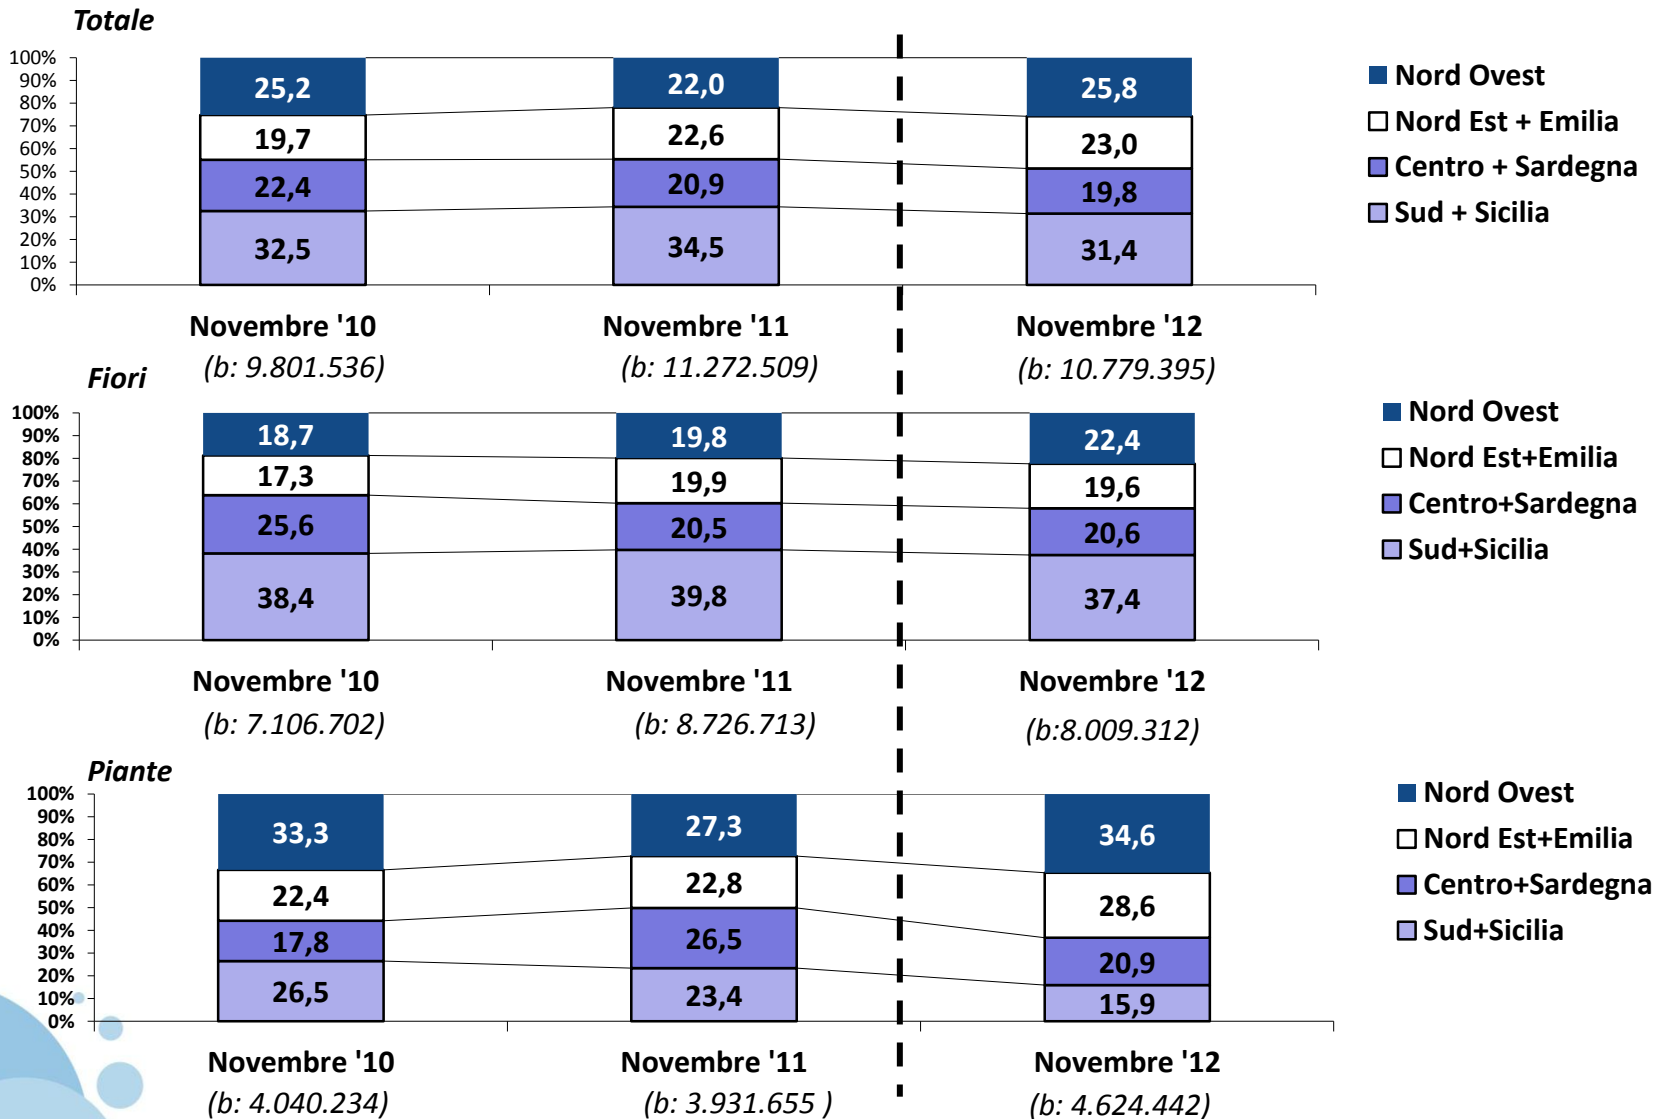 Totale
100%
90%
80%
70%
60%
50%
40%
30%
20%
10%
0%
25,2
22,0
25,8
19,7
22,6
23,0
22,4
20,9
19,8
32,5
34,5
31,4
Nord Ovest
Nord Est + Emilia
Centro + Sardegna
Sud + Sicilia
Novembre '10
Novembre '11
Novembre '12
(b: 9.801.536)
(b: 11.272.509)
(b: 10.779.395)
Fiori
100%
90%
80%
70%
60%
50%
40%
30%
20%
10%
0%
18,7
19,8
22,4
17,3
19,9
19,6
25,6
20,5
20,6
38,4
39,8
37,4
Nord Ovest
Nord Est+Emilia
Centro+Sardegna
Sud+Sicilia
Novembre '10
Novembre '11
Novembre '12
(b: 7.106.702)
(b: 8.726.713)
(b:8.009.312)
Piante
100%
90%
80%
70%
60%
50%
40%
30%
20%
10%
0%
33,3
27,3
34,6
22,4
22,8
28,6
17,8
26,5
20,9
26,5
23,4
15,9
Nord Ovest
Nord Est+Emilia
Centro+Sardegna
Sud+Sicilia
Novembre '10
Novembre '11
Novembre '12
(b: 4.040.234)
(b: 3.931.655 )
(b: 4.624.442)